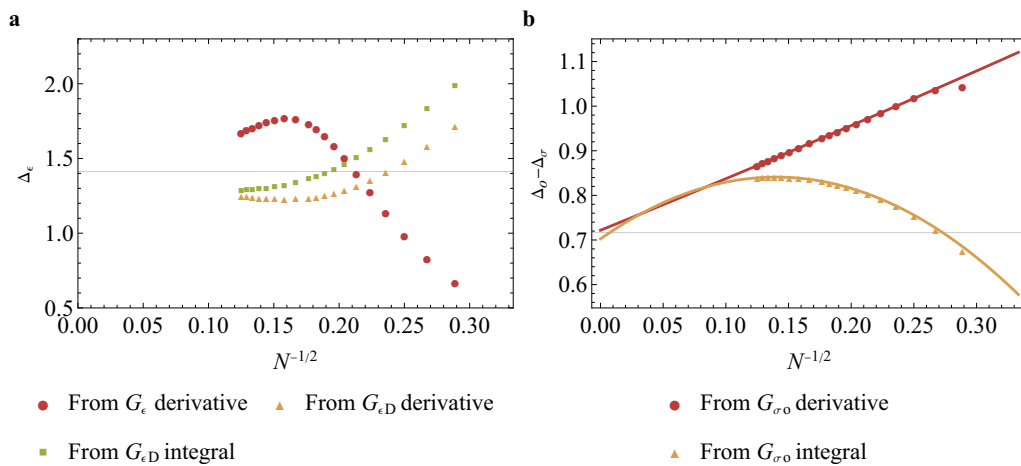 a
2.0
1.5
1.0
0.5
Δϵ
0.00 0.05 0.10 0.15 0.20 0.25 0.30
N−1/2
From Gϵ derivative
From GϵD derivative
From GϵD integral
b
1.1
1.0
0.9
0.8
0.7
0.6
ΔO−Δσ
0.00 0.05 0.10 0.15 0.20 0.25 0.30
N−1/2
From Gσo derivative
From Gσo integral